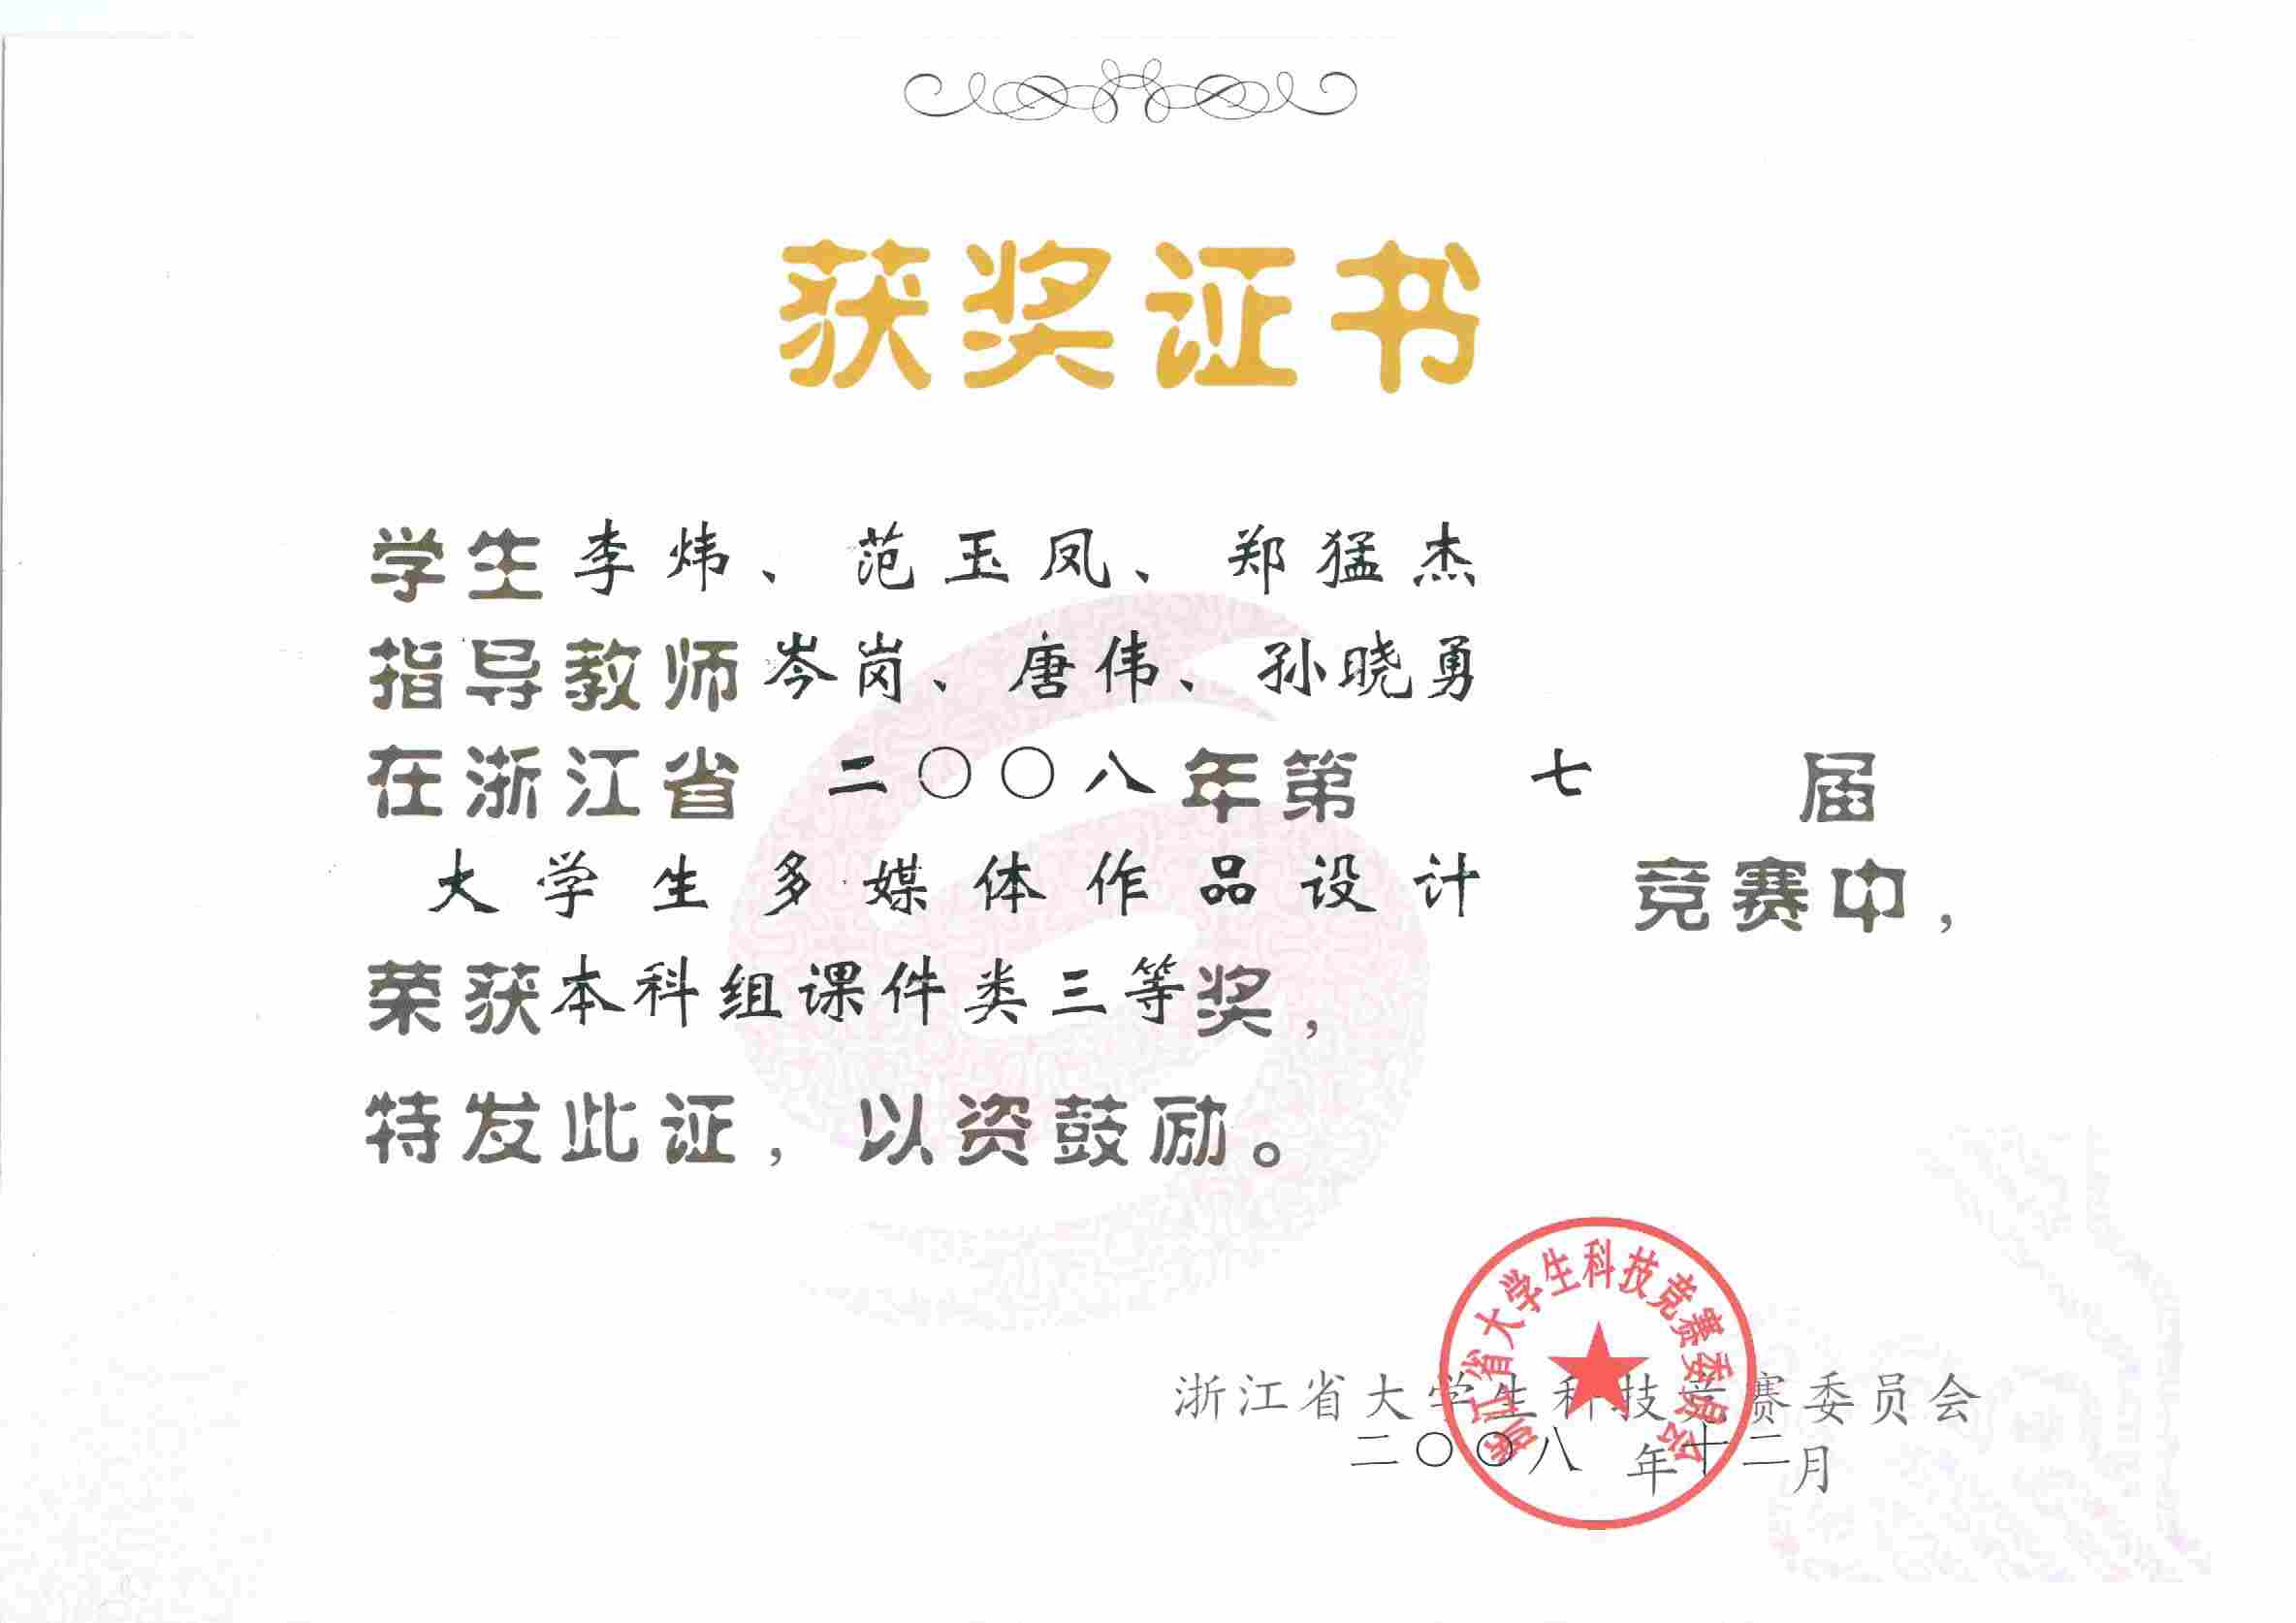 获奖证书
学生李炜、范玉凤、郑猛杰
指导教师岑岗、唐伟、孙晓勇
在浙江省二〇〇八年第七届
大学生多媒体作品设计竞赛中，
荣获本科组课件类三等奖，
特发此证，以资鼓励。
浙江省大学生科技竞赛委员会
浙江省大学生科技竞赛委员会
二〇〇八年十二月